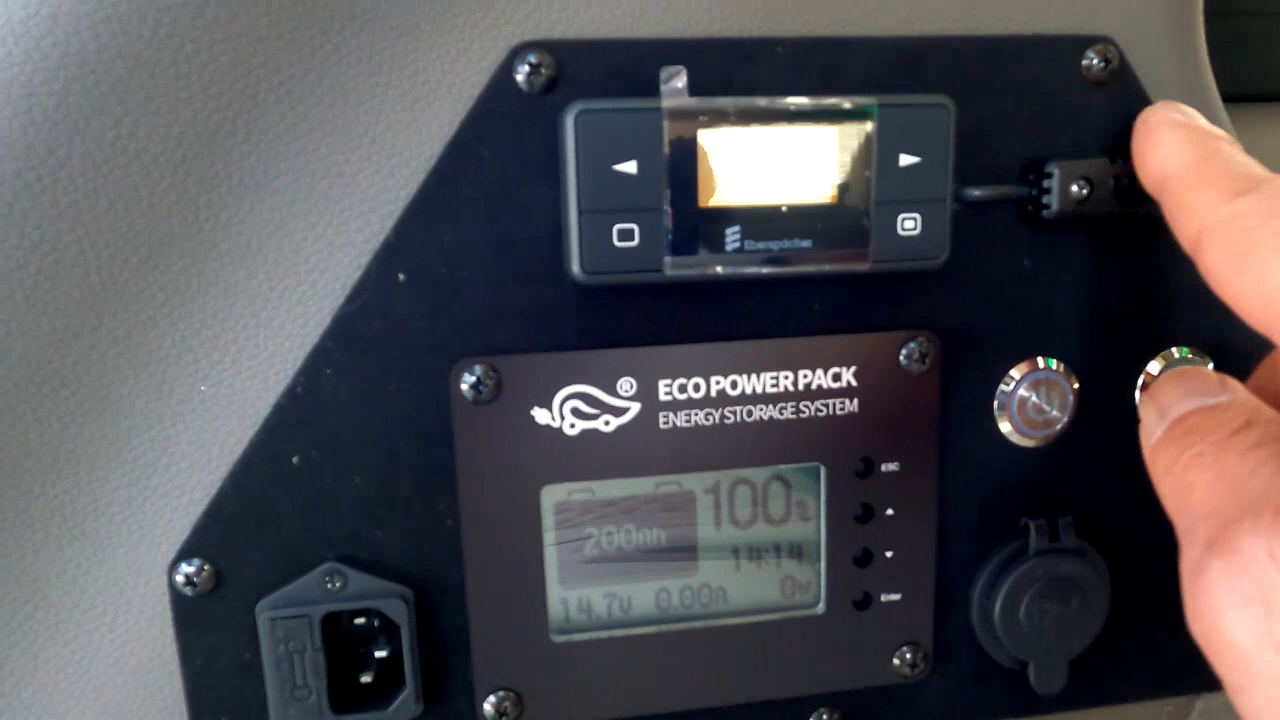 Eberspächer
® ECO POWER PACK
ENERGY STORAGE SYSTEM
ESC
100%
200Ah
14:14
14.7V 0.00A 0W
Enter